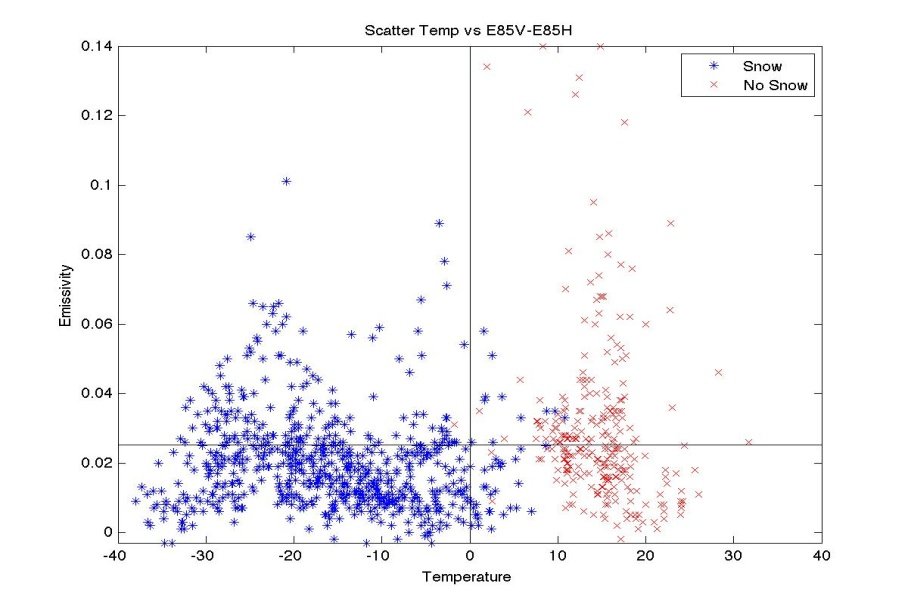 Scatter Temp vs E85V-E85H
0.14
0.12
0.1
0.08
0.06
0.04
0.02
0
-40 -30 -20 -10 0 10 20 30 40
Emissivity
Temperature
Snow
No Snow